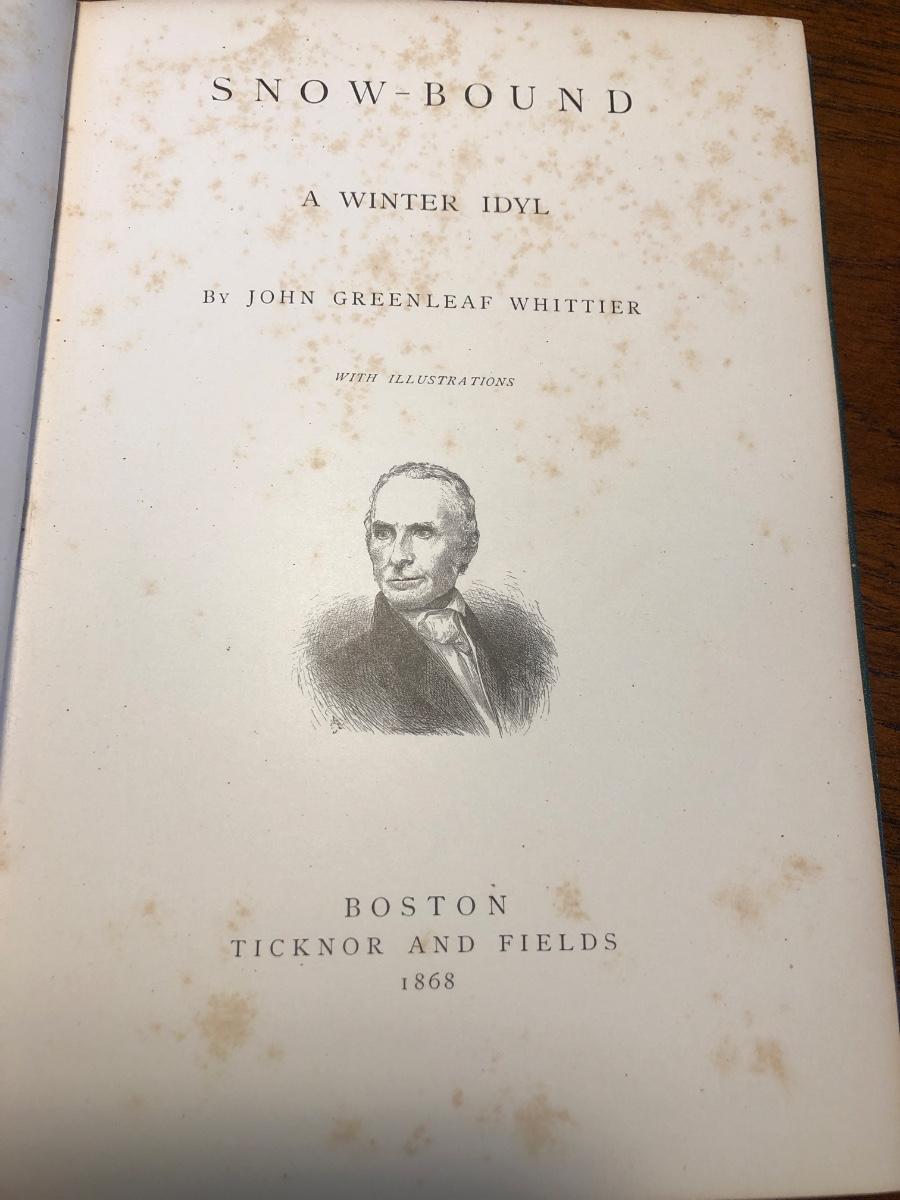 SNOW-BOUND
A WINTER IDYL
BY JOHN GREENLEAF WHITTIER
WITH ILLUSTRATIONS
BOSTON
TICKNOR AND FIELDS
1868